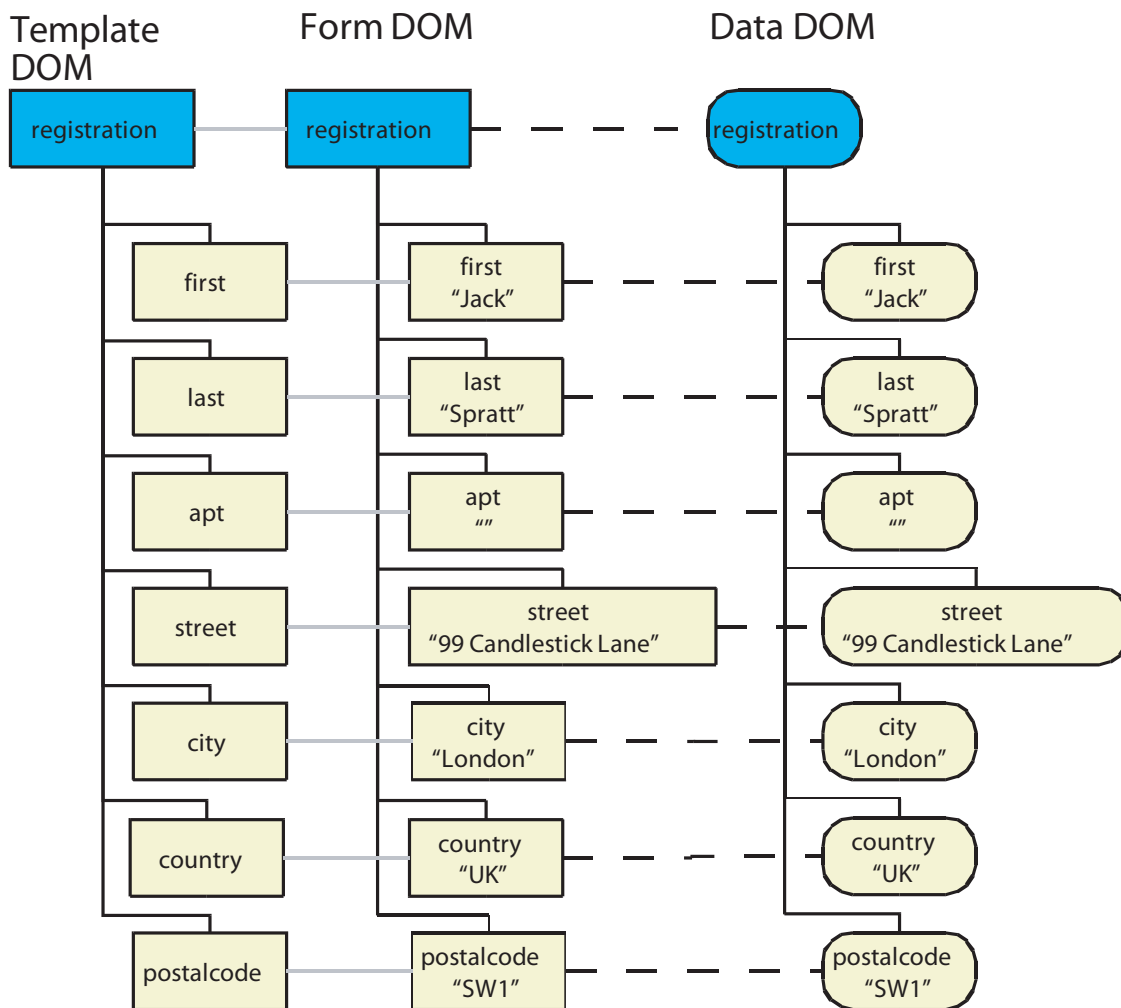 Template
DOM
Form DOM
Data DOM
registration
registration
registration
first
first
“Jack”
first
“Jack”
last
last
“Spratt”
last
“Spratt”
apt
apt
“”
apt
“”
street
street
“99 Candlestick Lane”
street
“99 Candlestick Lane”
city
city
“London”
city
“London”
country
country
“UK”
country
“UK”
postalcode
postalcode
“SW1”
postalcode
“SW1”